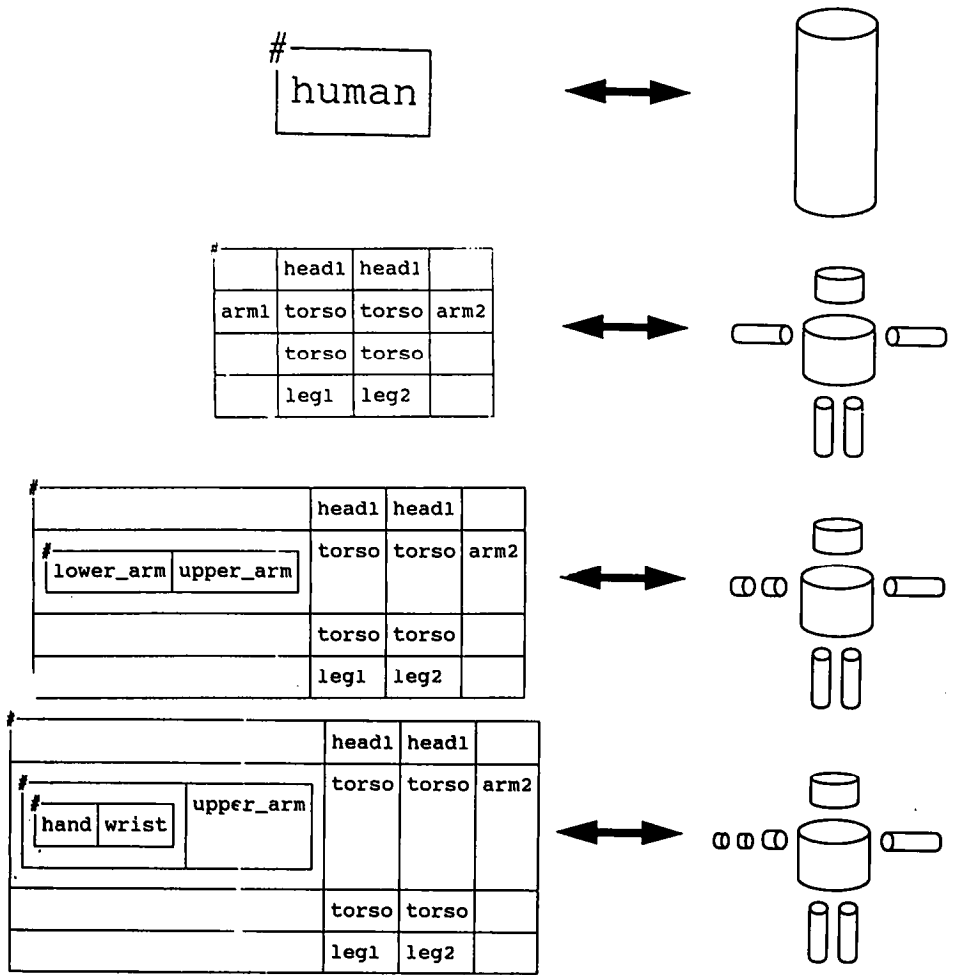 #
human
#
head1 head1
arm1 torso torso arm2
torso torso
leg1 leg2
#
head1 head1
#
torso torso arm2
lower_arm upper_arm
torso torso
leg1 leg2
#
head1 head1
#
torso torso arm2
#
upper_arm
hand wrist
torso torso
leg1 leg2